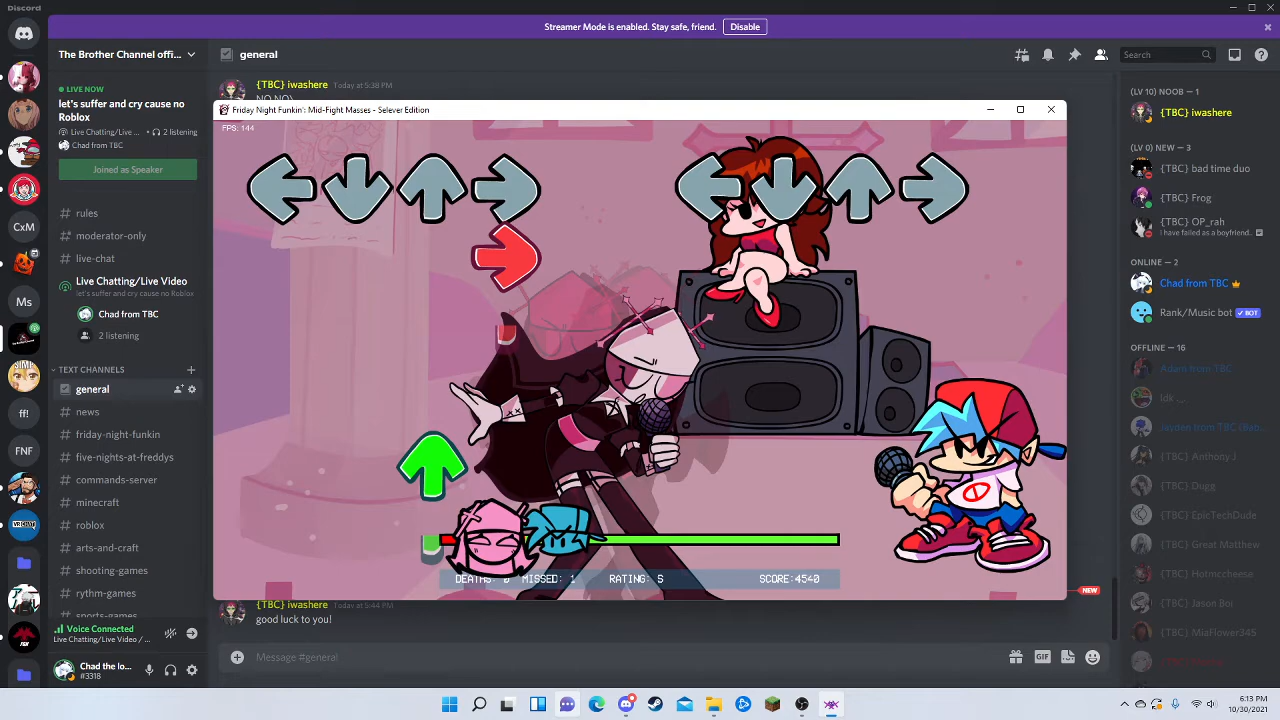 Discord
Streamer Mode is enabled. Stay safe, friend. Disable
The Brother Channel offi...
general
Search
LIVE NOW
let's suffer and cry cause no
Roblox
Live Chatting/Live ... / 2 listening
Chad from TBC
Joined as Speaker
rules
moderator-only
live-chat
Live Chatting/Live Video
let's suffer and cry cause no Roblox
Chad from TBC
2 listening
TEXT CHANNELS
general
news
friday-night-funkin
five-nights-at-freddys
commands-server
minecraft
roblox
arts-and-craft
shooting-games
rythm-games
sports-games
Voice Connected
Live Chatting/Live Video / ...
Chad the lo...
#3318
CxM
Ms
ff!
FNF
{TBC} iwashere Today at 5:38 PM
Friday Night Funkin': Mid-Fight Masses - Selever Edition
FPS: 144
DEATHS: 0 MISSED: 1 RATING: S SCORE:4540
NEW
{TBC} iwashere Today at 5:44 PM
good luck to you!
Message #general
GIF
(LV 10) NOOB — 1
{TBC} iwashere
(LV 0) NEW — 3
{TBC} bad time duo
{TBC} Frog
{TBC} OP_rah
i have failed as a boyfriend.
ONLINE — 2
Chad from TBC
Rank/Music bot BOT
OFFLINE — 16
Adam from TBC
Idk
Jayden from TBC (Bab...
{TBC} Anthony J
{TBC} Dugg
{TBC} EpicTechDude
{TBC} Great Matthew
{TBC} Hotmccheese
{TBC} Jason Boi
{TBC} MiaFlower345
6:13 PM
10/30/2021